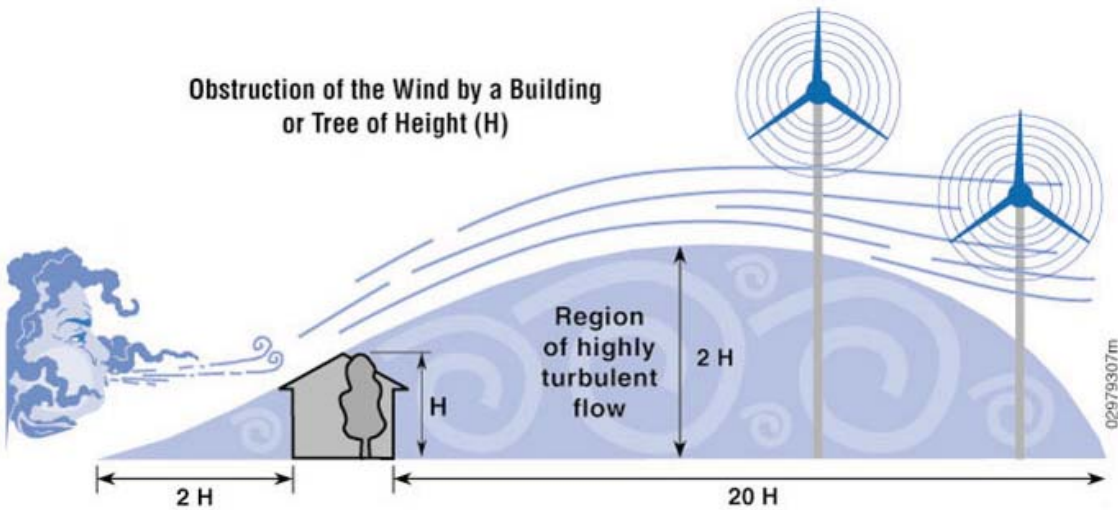 Obstruction of the Wind by a Building
or Tree of Height (H)
Region
of highly
turbulent
flow
2 H
H
2 H
20 H
02979307m